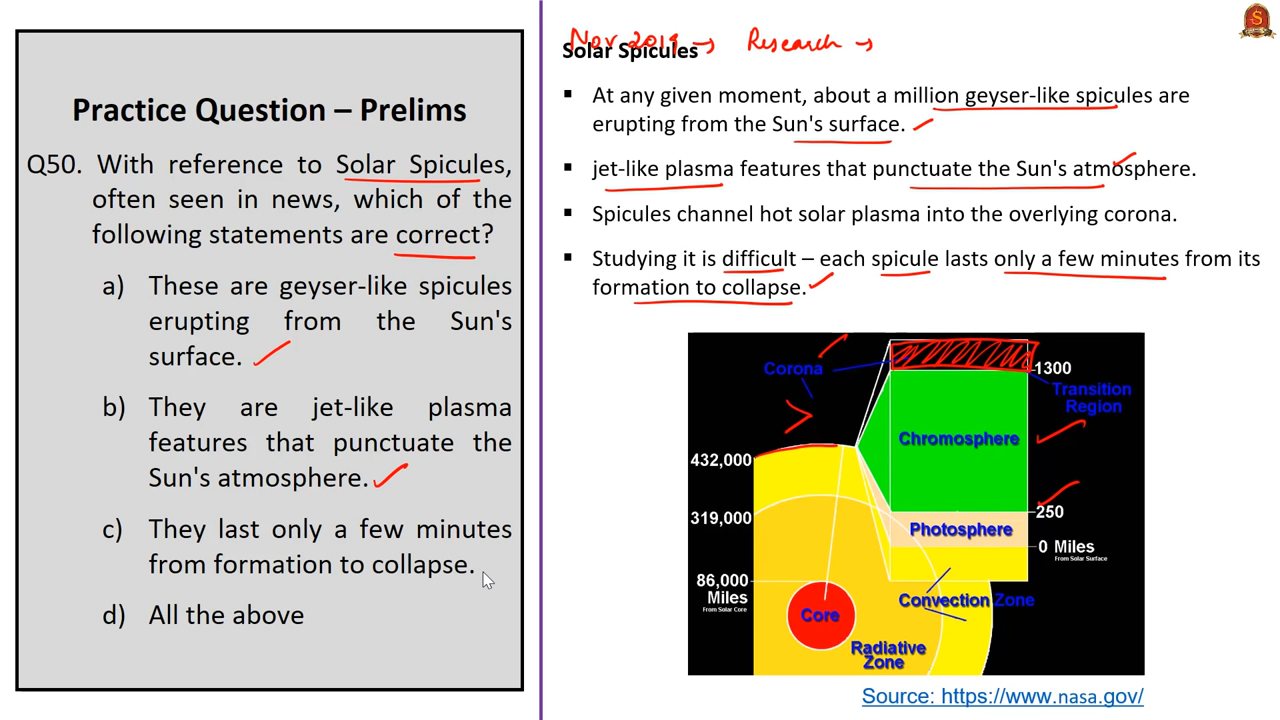 Practice Question – Prelims
Q50. With reference to Solar Spicules,
often seen in news, which of the
following statements are correct?
a) These are geyser-like spicules
erupting from the Sun's
surface.
b) They are jet-like plasma
features that punctuate the
Sun's atmosphere.
c) They last only a few minutes
from formation to collapse.
d) All the above
Nov 2019 → Research →
Solar Spicules
▪ At any given moment, about a million geyser-like spicules are
erupting from the Sun's surface.
▪ jet-like plasma features that punctuate the Sun's atmosphere.
▪ Spicules channel hot solar plasma into the overlying corona.
▪ Studying it is difficult – each spicule lasts only a few minutes from its
formation to collapse.
Corona
1300
Transition
Region
Chromosphere
432,000
319,000
250
Photosphere
0 Miles
From Solar Surface
86,000
Miles
From Solar Core
Convection Zone
Core
Radiative
Zone
Source: https://www.nasa.gov/